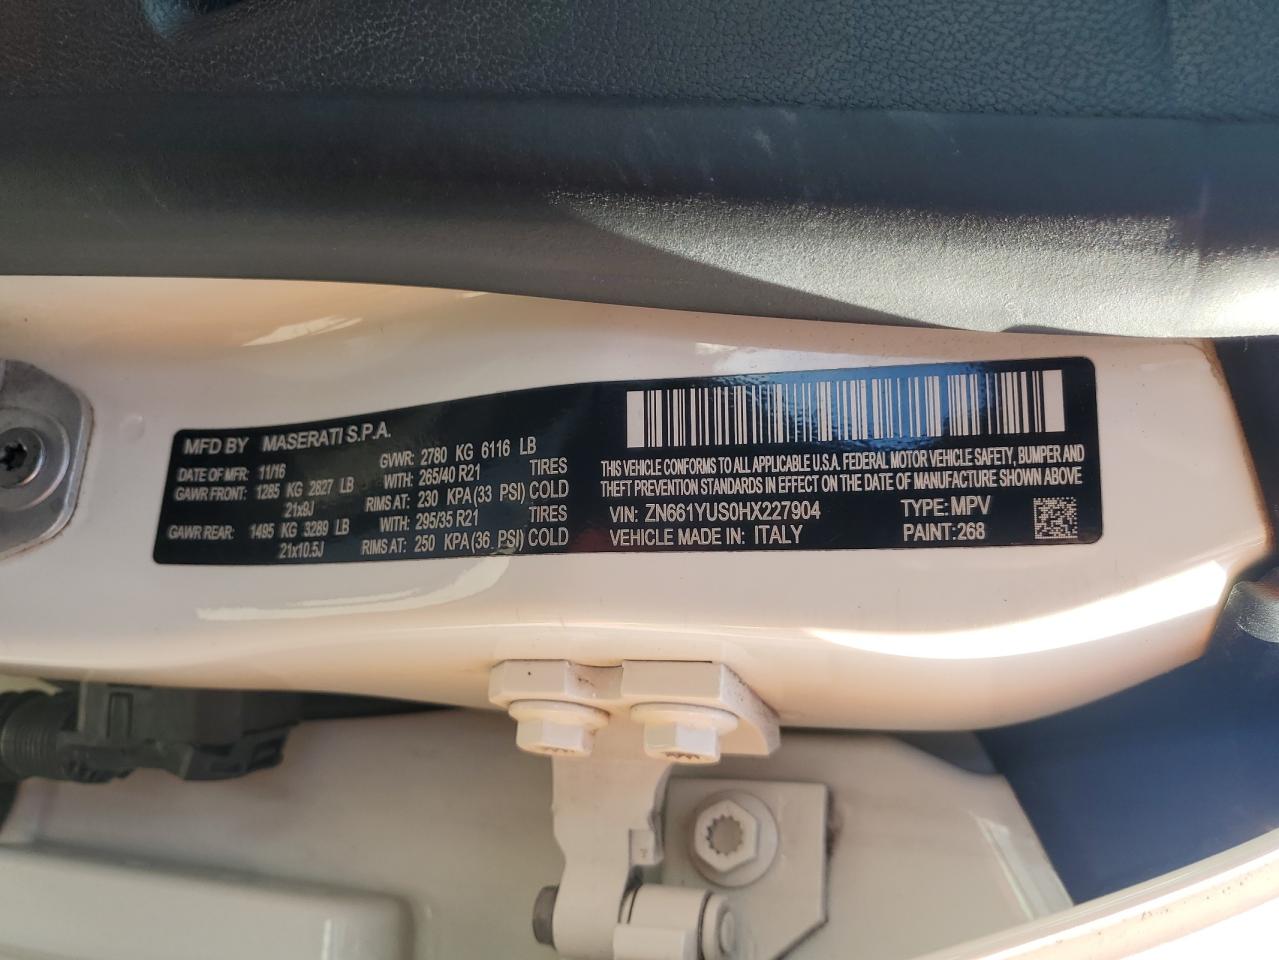 MFD BY MASERATI S.P.A.
DATE OF MFR: 11/16 GVWR: 2780 KG 6116 LB
GAWR FRONT: 1285 KG 2827 LB WITH: 265/40 R21 TIRES
21x9J RIMS AT: 230 KPA (33 PSI) COLD
GAWR REAR: 1495 KG 3289 LB WITH: 295/35 R21 TIRES
21x10.5J RIMS AT: 250 KPA (36 PSI) COLD
THIS VEHICLE CONFORMS TO ALL APPLICABLE U.S.A. FEDERAL MOTOR VEHICLE SAFETY, BUMPER AND
THEFT PREVENTION STANDARDS IN EFFECT ON THE DATE OF MANUFACTURE SHOWN ABOVE
VIN: ZN661YUS0HX227904 TYPE: MPV
VEHICLE MADE IN: ITALY PAINT:268